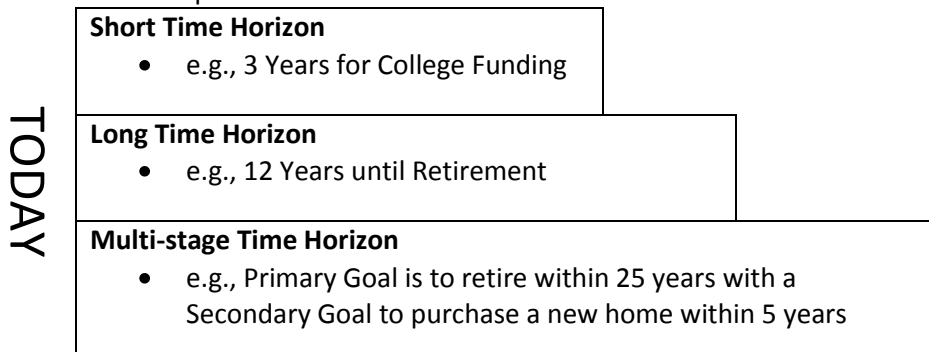 Short Time Horizon
• e.g., 3 Years for College Funding
TODAY
Long Time Horizon
• e.g., 12 Years until Retirement
Multi-stage Time Horizon
• e.g., Primary Goal is to retire within 25 years with a
Secondary Goal to purchase a new home within 5 years